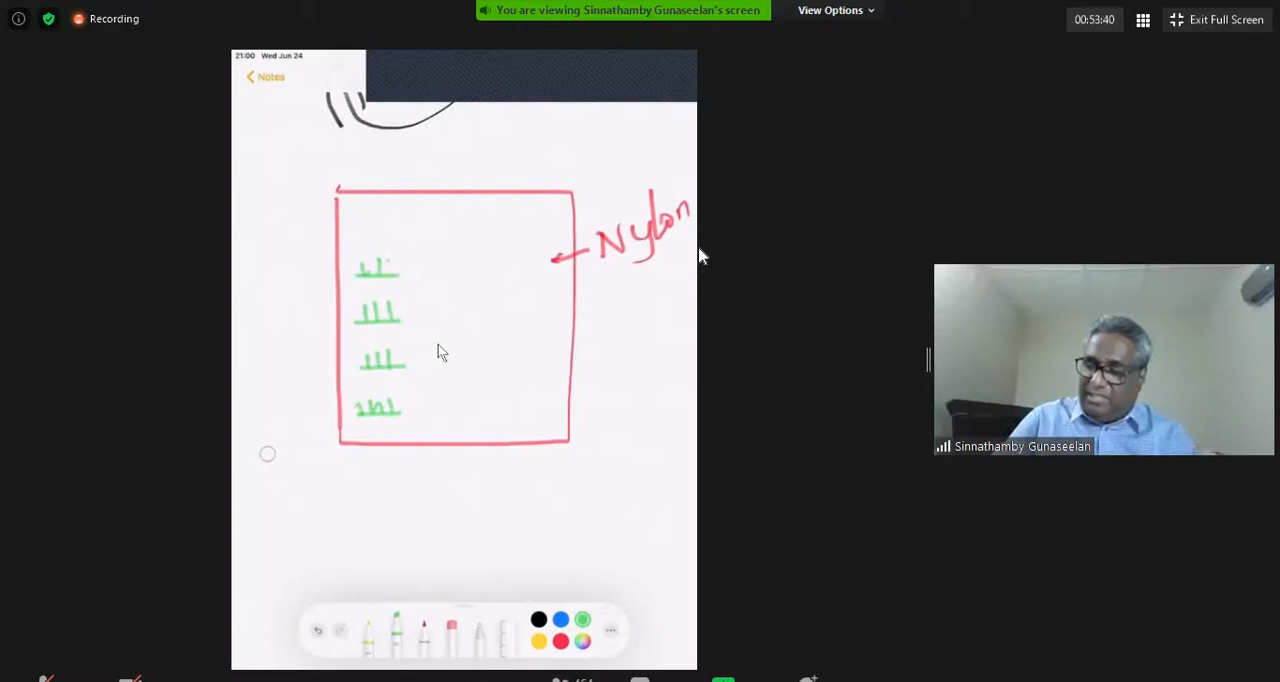 Recording
You are viewing Sinnathamby Gunaseelan's screen
View Options
00:53:40
Exit Full Screen
21:00 Wed Jun 24
Notes
Nylon
Sinnathamby Gunaseelan